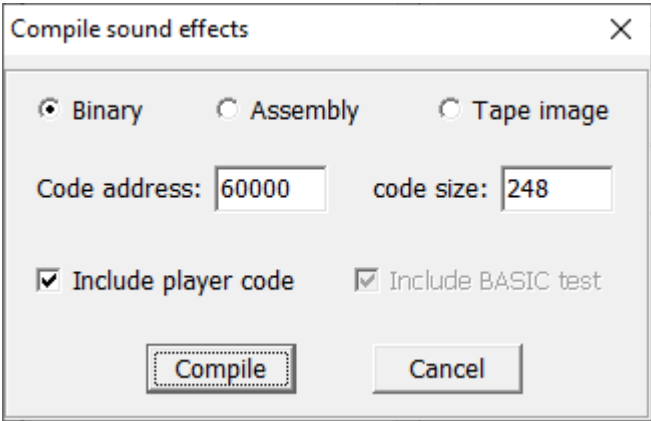 Compile sound effects
Binary Assembly Tape image
Code address: 60000 code size: 248
Include player code Include BASIC test
Compile Cancel